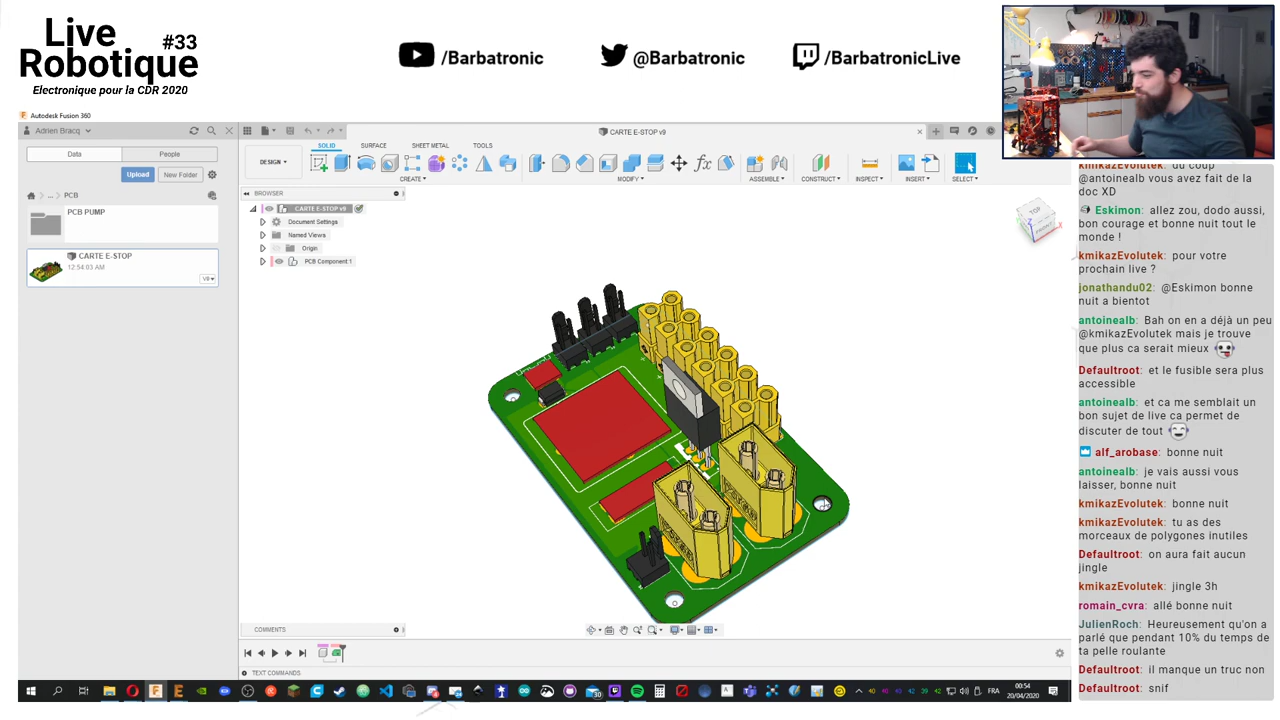 Live
Robotique #33
Electronique pour la CDR 2020
/Barbatronic
@Barbatronic
/BarbatronicLive
Autodesk Fusion 360
Adrien Bracq
CARTE E-STOP v9
Data
People
Upload
New Folder
... > PCB
PCB PUMP
CARTE E-STOP
12:54:03 AM
DESIGN
SOLID
SURFACE
SHEET METAL
TOOLS
CREATE
MODIFY
ASSEMBLE
CONSTRUCT
INSPECT
INSERT
SELECT
BROWSER
CARTE E-STOP v9
Document Settings
Named Views
Origin
PCB Component:1
TOP
FRONT
COMMENTS
TEXT COMMANDS
FRA
00:54
20/04/2020
kmikazEvolutek: du coup
@antoinealb vous avez fait de la
doc XD
Eskimon: allez zou, dodo aussi,
bon courage et bonne nuit tout le
monde !
kmikazEvolutek: pour votre
prochain live ?
jonathandu02: @Eskimon bonne
nuit a bientot
antoinealb: Bah on en a déjà un peu
@kmikazEvolutek mais je trouve
que plus ca serait mieux
Defaultroot: et le fusible sera plus
accessible
antoinealb: et ca me semblait un
bon sujet de live ca permet de
discuter de tout
alf_arobase: bonne nuit
antoinealb: je vais aussi vous
laisser, bonne nuit
kmikazEvolutek: bonne nuit
kmikazEvolutek: tu as des
morceaux de polygones inutiles
Defaultroot: on aura fait aucun
jingle
kmikazEvolutek: jingle 3h
romain_cvra: allé bonne nuit
JulienRoch: Heureusement qu'on a
parlé que pendant 10% du temps de
ta pelle roulante
Defaultroot: il manque un truc non
Defaultroot: snif